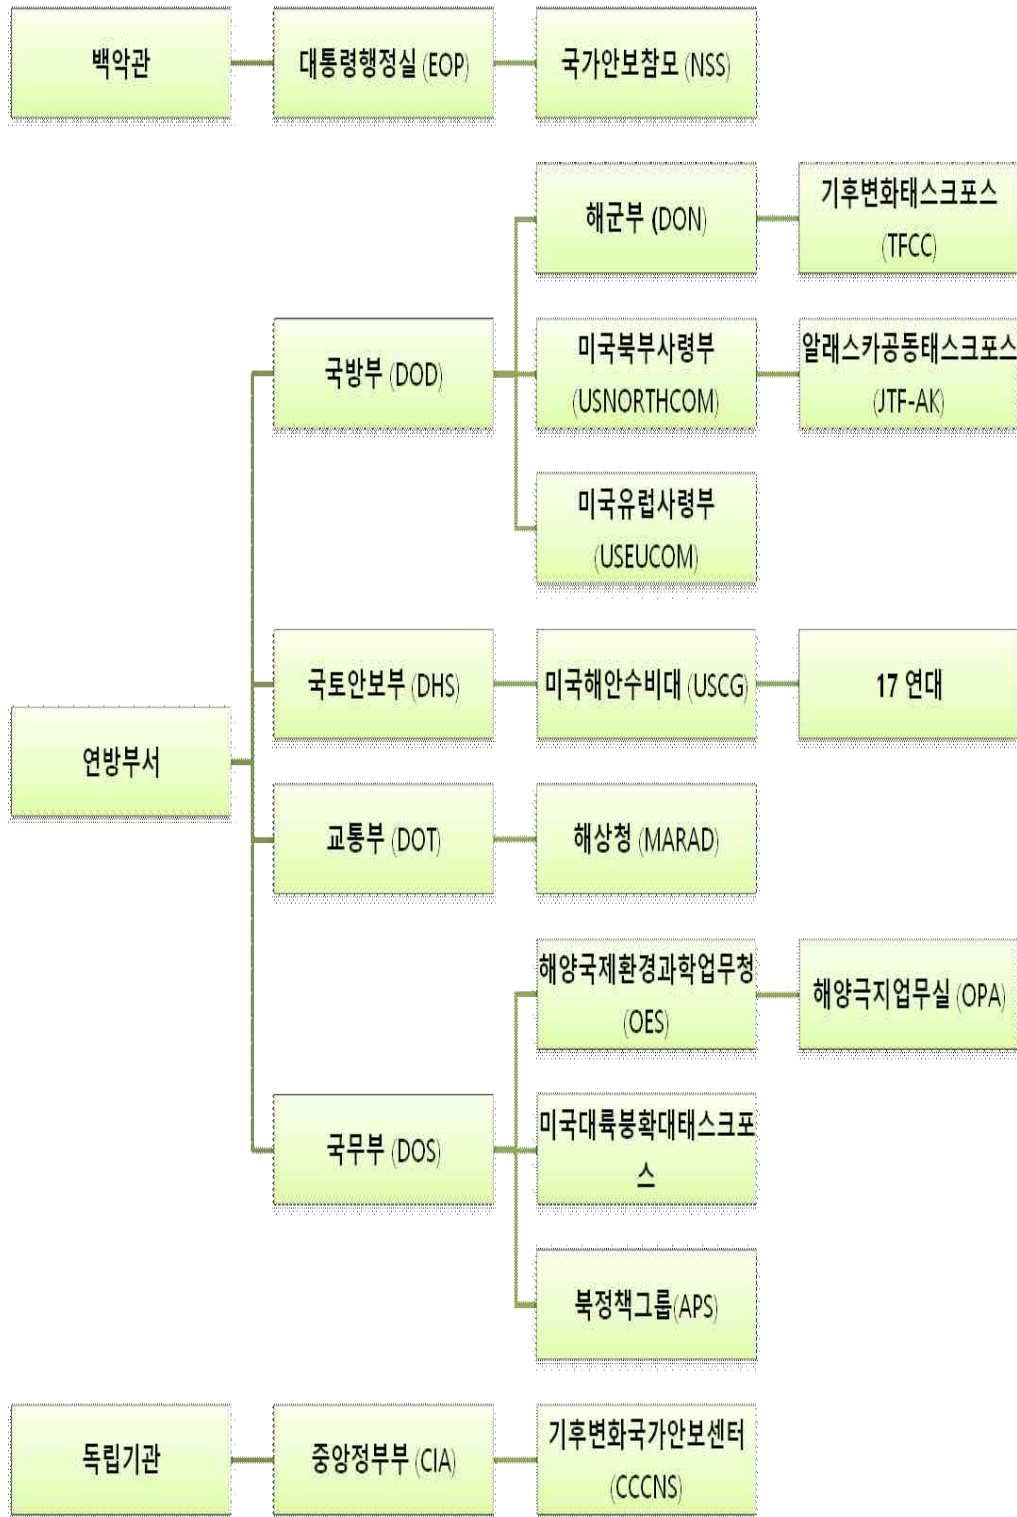 백악관
대통령행정실 (EOP)
국가안보참모 (NSS)
해군부 (DON)
기후변화태스크포스
(TFCC)
국방부 (DOD)
미국북부사령부
(USNORTHCOM)
알래스카공동태스크포스
(JTF-AK)
미국유럽사령부
(USEUCOM)
국토안보부 (DHS)
미국해안수비대 (USCG)
17 연대
연방부서
교통부 (DOT)
해상청 (MARAD)
해양국제환경과학업무청
(OES)
해양극지업무실 (OPA)
국무부 (DOS)
미국대륙붕확대태스크포
스
북정책그룹(APS)
독립기관
중앙정부부 (CIA)
기후변화국가안보센터
(CCCNS)